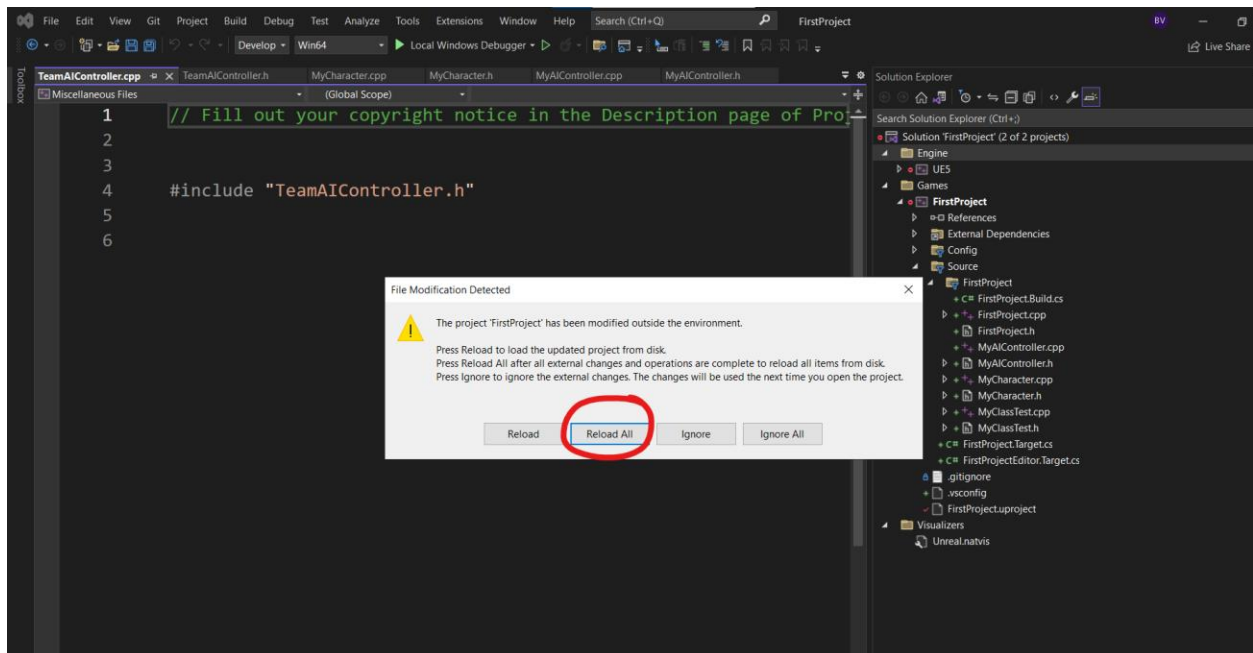 File Edit View Git Project Build Debug Test Analyze Tools Extensions Window Help Search (Ctrl+Q) FirstProject BV
Develop Win64 Local Windows Debugger Live Share
Toolbox
TeamAIController.cpp TeamAIController.h MyCharacter.cpp MyCharacter.h MyAIController.cpp MyAIController.h
Miscellaneous Files (Global Scope)
1 // Fill out your copyright notice in the Description page of Proj
2
3
4 #include "TeamAIController.h"
5
6
File Modification Detected
The project 'FirstProject' has been modified outside the environment.
Press Reload to load the updated project from disk.
Press Reload All after all external changes and operations are complete to reload all items from disk.
Press Ignore to ignore the external changes. The changes will be used the next time you open the project.
Reload Reload All Ignore Ignore All
Solution Explorer
Search Solution Explorer (Ctrl+;)
Solution 'FirstProject' (2 of 2 projects)
Engine
UE5
Games
FirstProject
References
External Dependencies
Config
Source
FirstProject
C# FirstProject.Build.cs
FirstProject.cpp
FirstProject.h
MyAIController.cpp
MyAIController.h
MyCharacter.cpp
MyCharacter.h
MyClassTest.cpp
MyClassTest.h
C# FirstProject.Target.cs
C# FirstProjectEditor.Target.cs
.gitignore
.vsconfig
FirstProject.uproject
Visualizers
Unreal.natvis